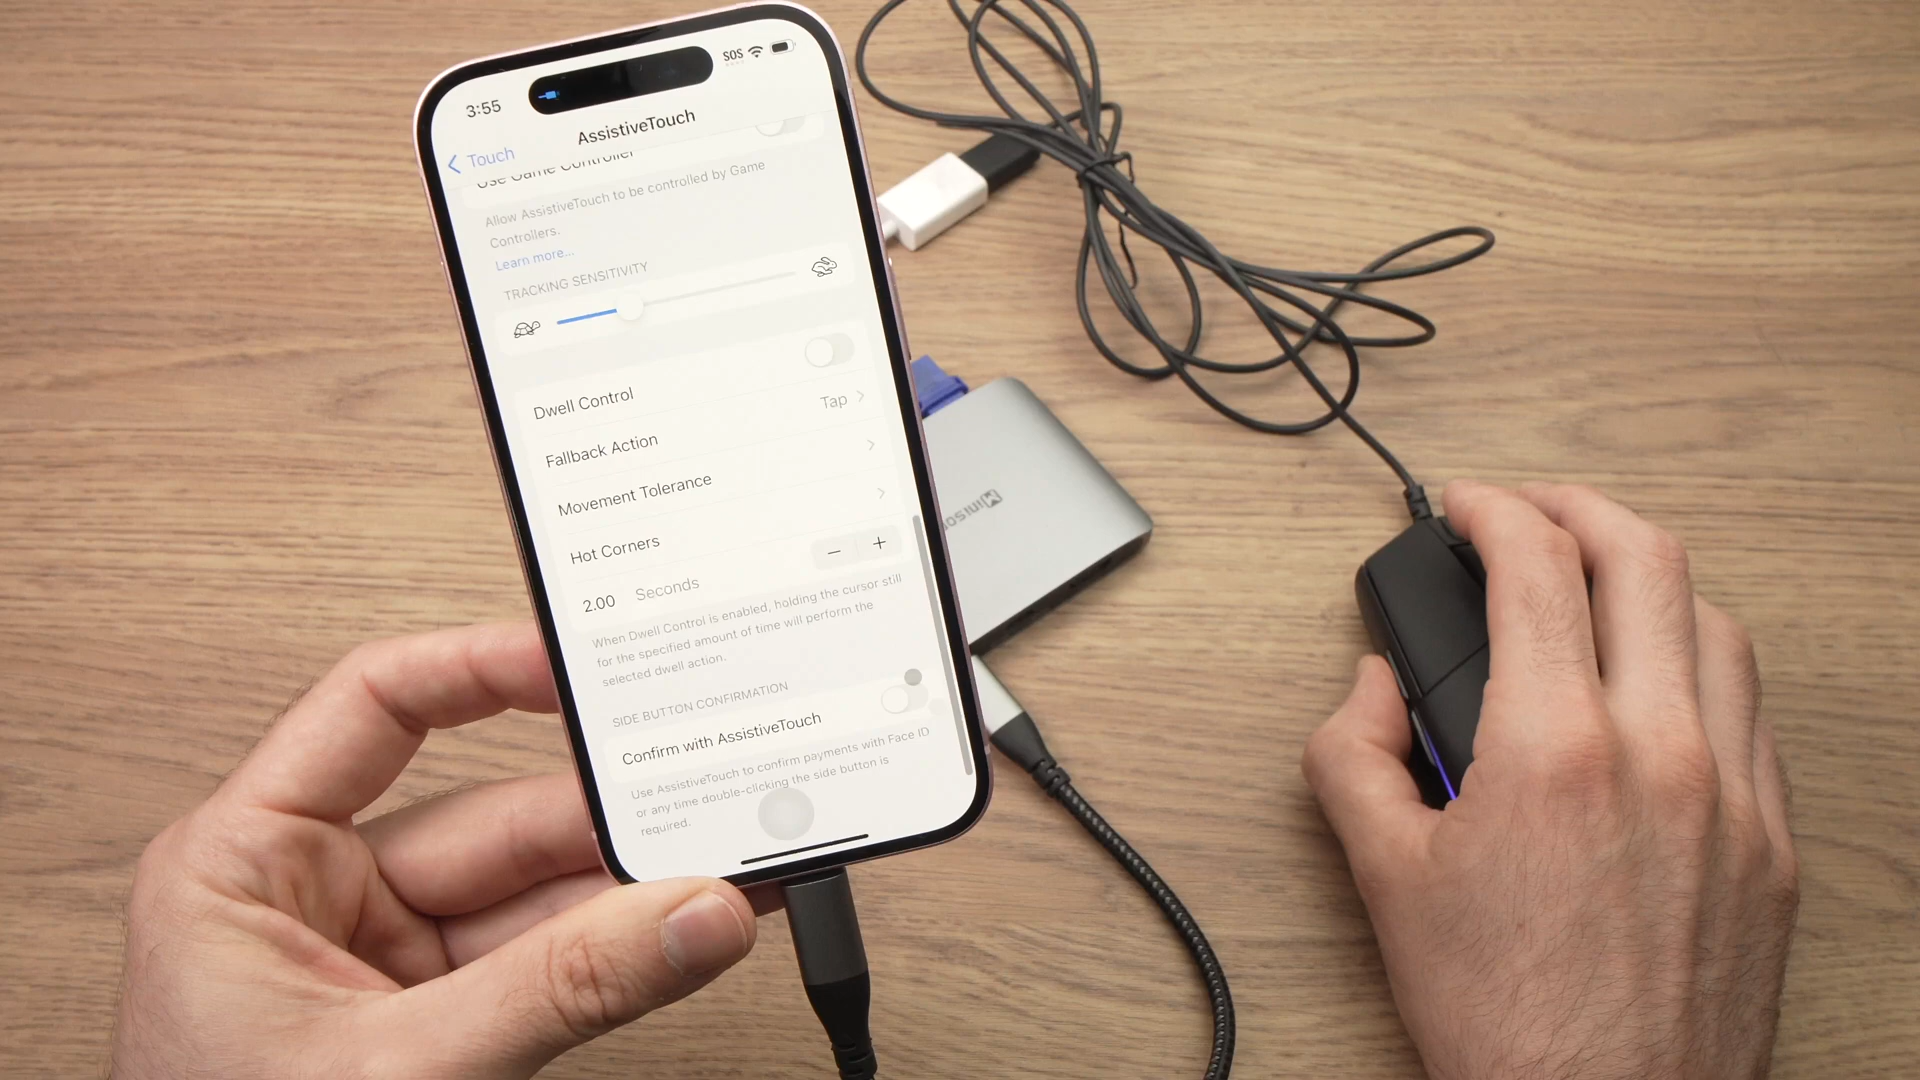 3:55
SOS
AssistiveTouch
Touch
Use Game Controller
Allow AssistiveTouch to be controlled by Game
Controllers.
Learn more...
TRACKING SENSITIVITY
Dwell Control
Fallback Action Tap
Movement Tolerance
Hot Corners
2.00 Seconds − +
When Dwell Control is enabled, holding the cursor still
for the specified amount of time will perform the
selected dwell action.
SIDE BUTTON CONFIRMATION
Confirm with AssistiveTouch
Use AssistiveTouch to confirm payments with Face ID
or any time double-clicking the side button is
required.